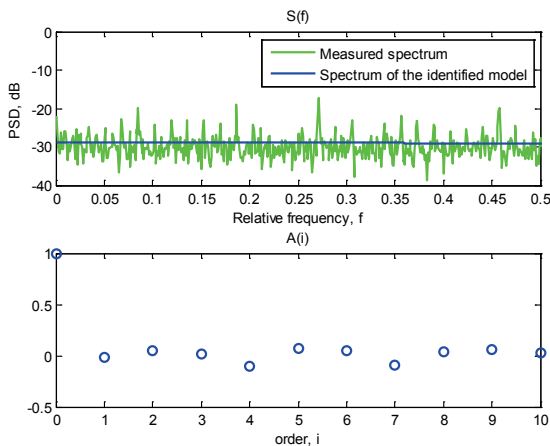 S(f)
0
-10
-20
-30
-40
PSD, dB
Measured spectrum
Spectrum of the identified model
0 0.05 0.1 0.15 0.2 0.25 0.3 0.35 0.4 0.45 0.5
Relative frequency, f
A(i)
1
0.5
0
-0.5
0 1 2 3 4 5 6 7 8 9 10
order, i